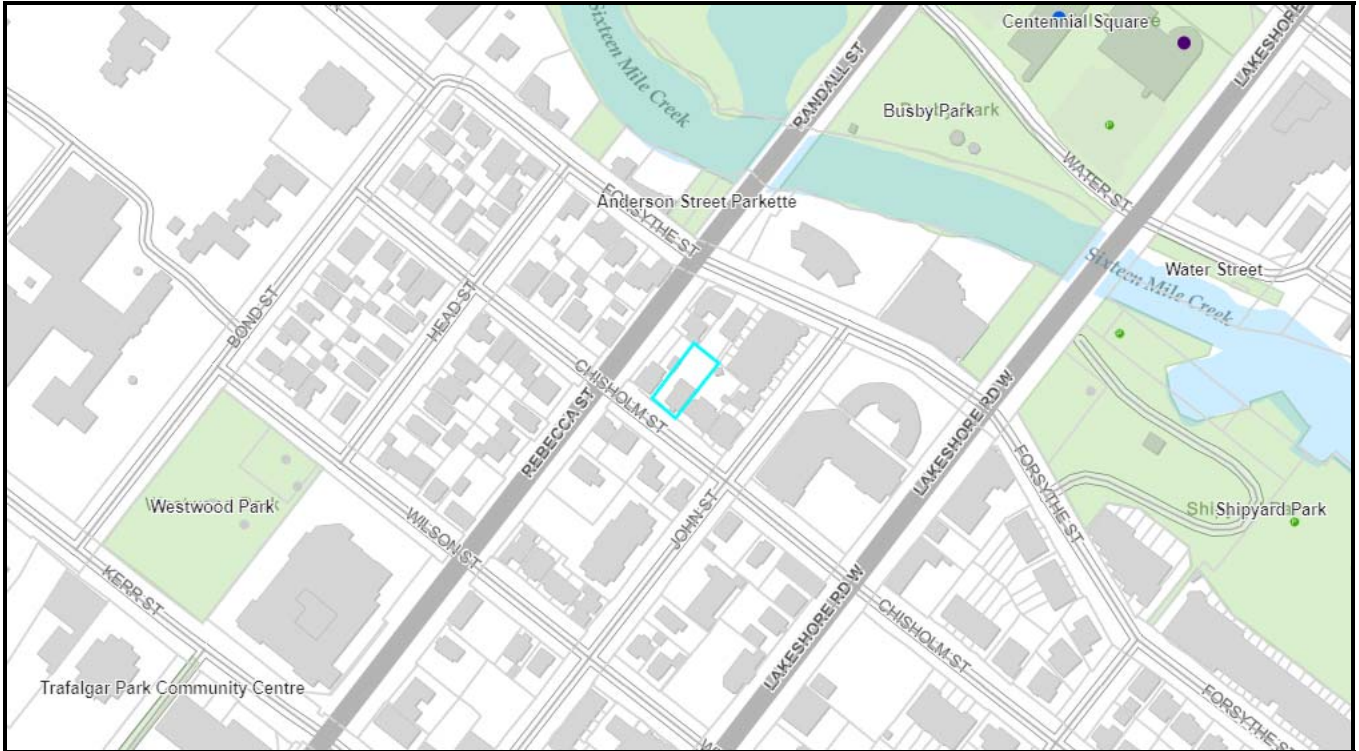 Centennial Square
LAKESHORE
Sixteen Mile Creek
RANDALL ST
Busby Park
WATER ST
FORSYTHE ST
Anderson Street Parkette
Sixteen Mile Creek
Water Street
BOND ST
HEAD ST
CHISHOLM ST
REBECCA ST
LAKESHORE RD W
FORSYTHE ST
Westwood Park
WILSON ST
JOHN ST
Shipyard Park
KERR ST
LAKESHORE RD W
CHISHOLM ST
Trafalgar Park Community Centre
FORSYTHE S